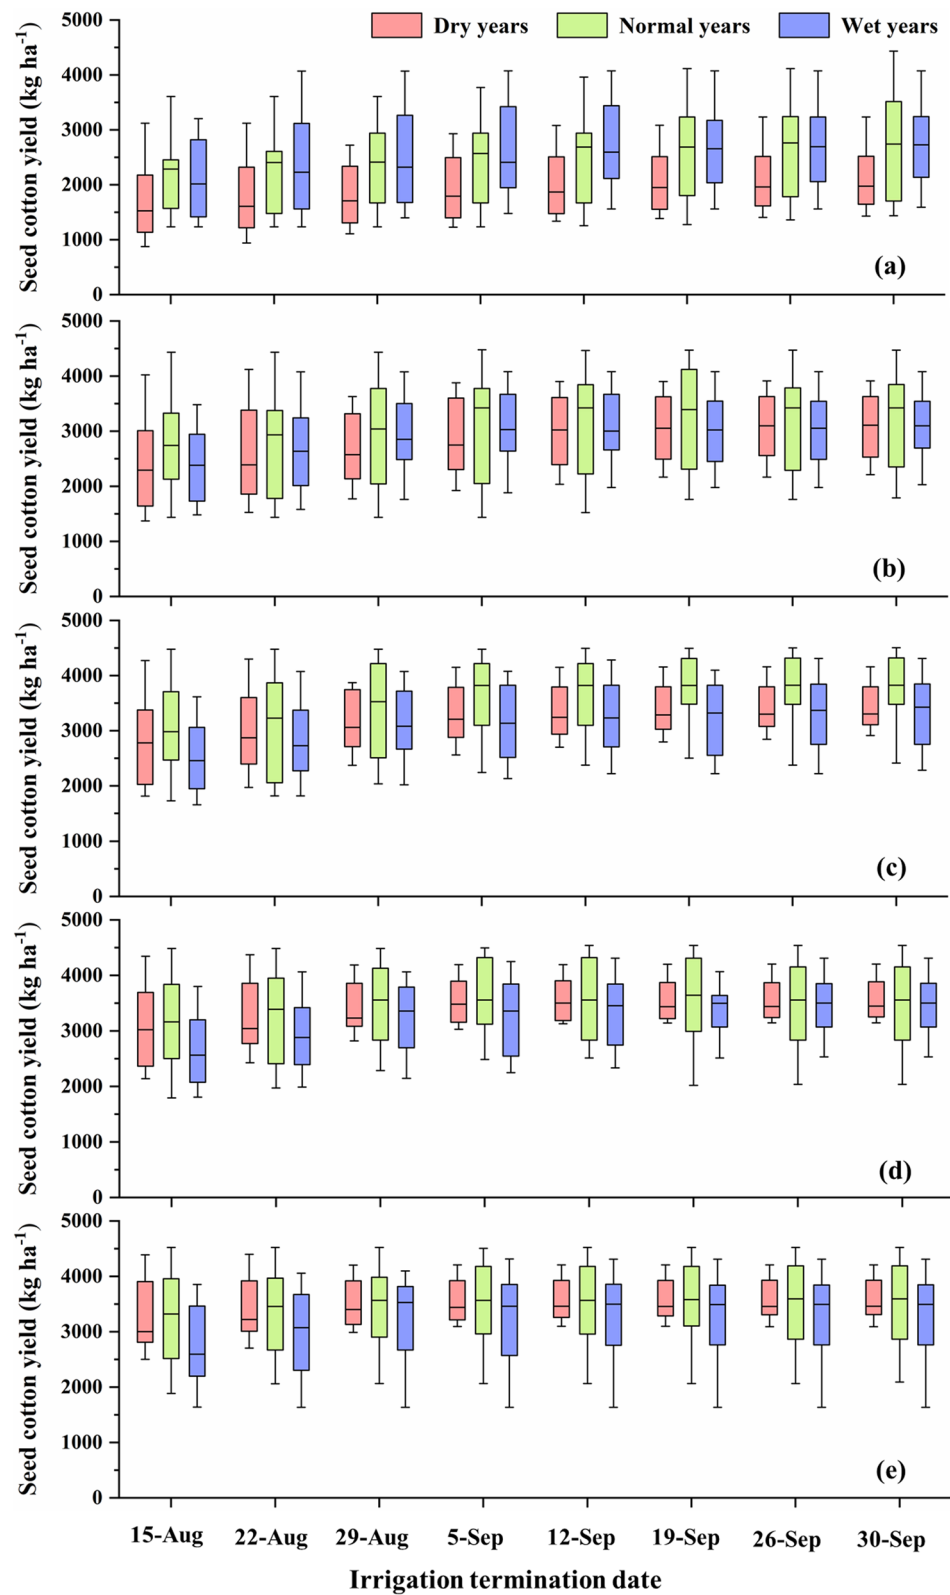 Dry years Normal years Wet years
Seed cotton yield (kg ha-1)
5000
4000
3000
2000
1000
0
(a)
Seed cotton yield (kg ha-1)
5000
4000
3000
2000
1000
0
(b)
Seed cotton yield (kg ha-1)
5000
4000
3000
2000
1000
0
(c)
Seed cotton yield (kg ha-1)
5000
4000
3000
2000
1000
0
(d)
Seed cotton yield (kg ha-1)
5000
4000
3000
2000
1000
0
(e)
15-Aug 22-Aug 29-Aug 5-Sep 12-Sep 19-Sep 26-Sep 30-Sep
Irrigation termination date